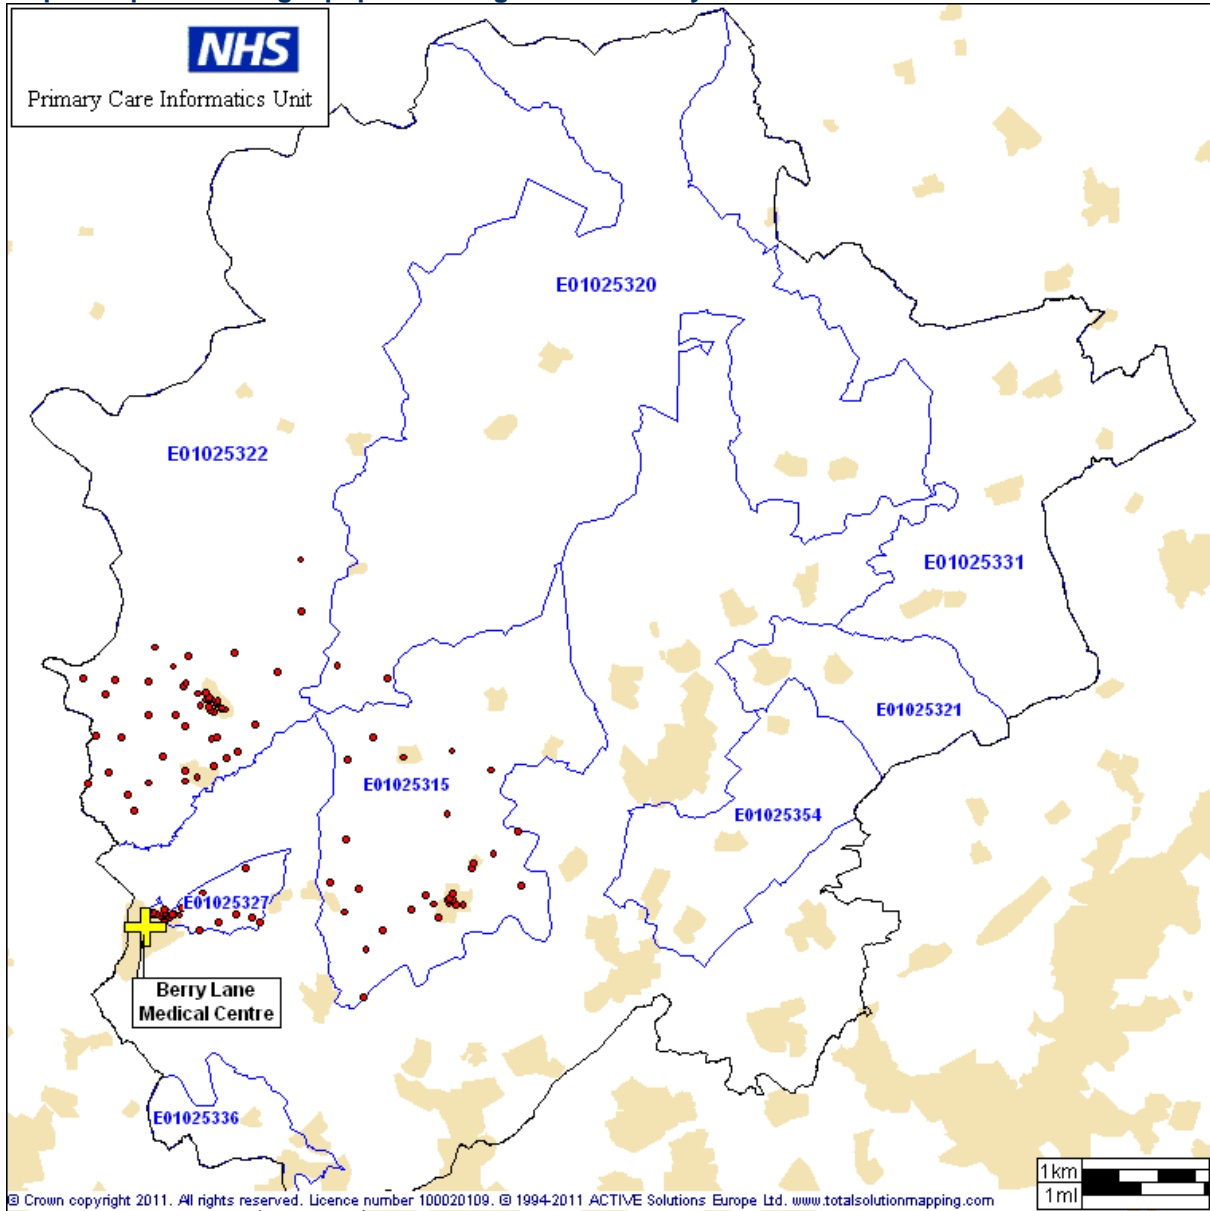 NHS
Primary Care Informatics Unit
E01025320
E01025322
E01025331
E01025321
E01025315
E01025354
E01025327
Berry Lane
Medical Centre
E01025336
1km
1ml
© Crown copyright 2011. All rights reserved. Licence number 100020109. © 1994-2011 ACTIVE Solutions Europe Ltd. www.totalsolutionmapping.com